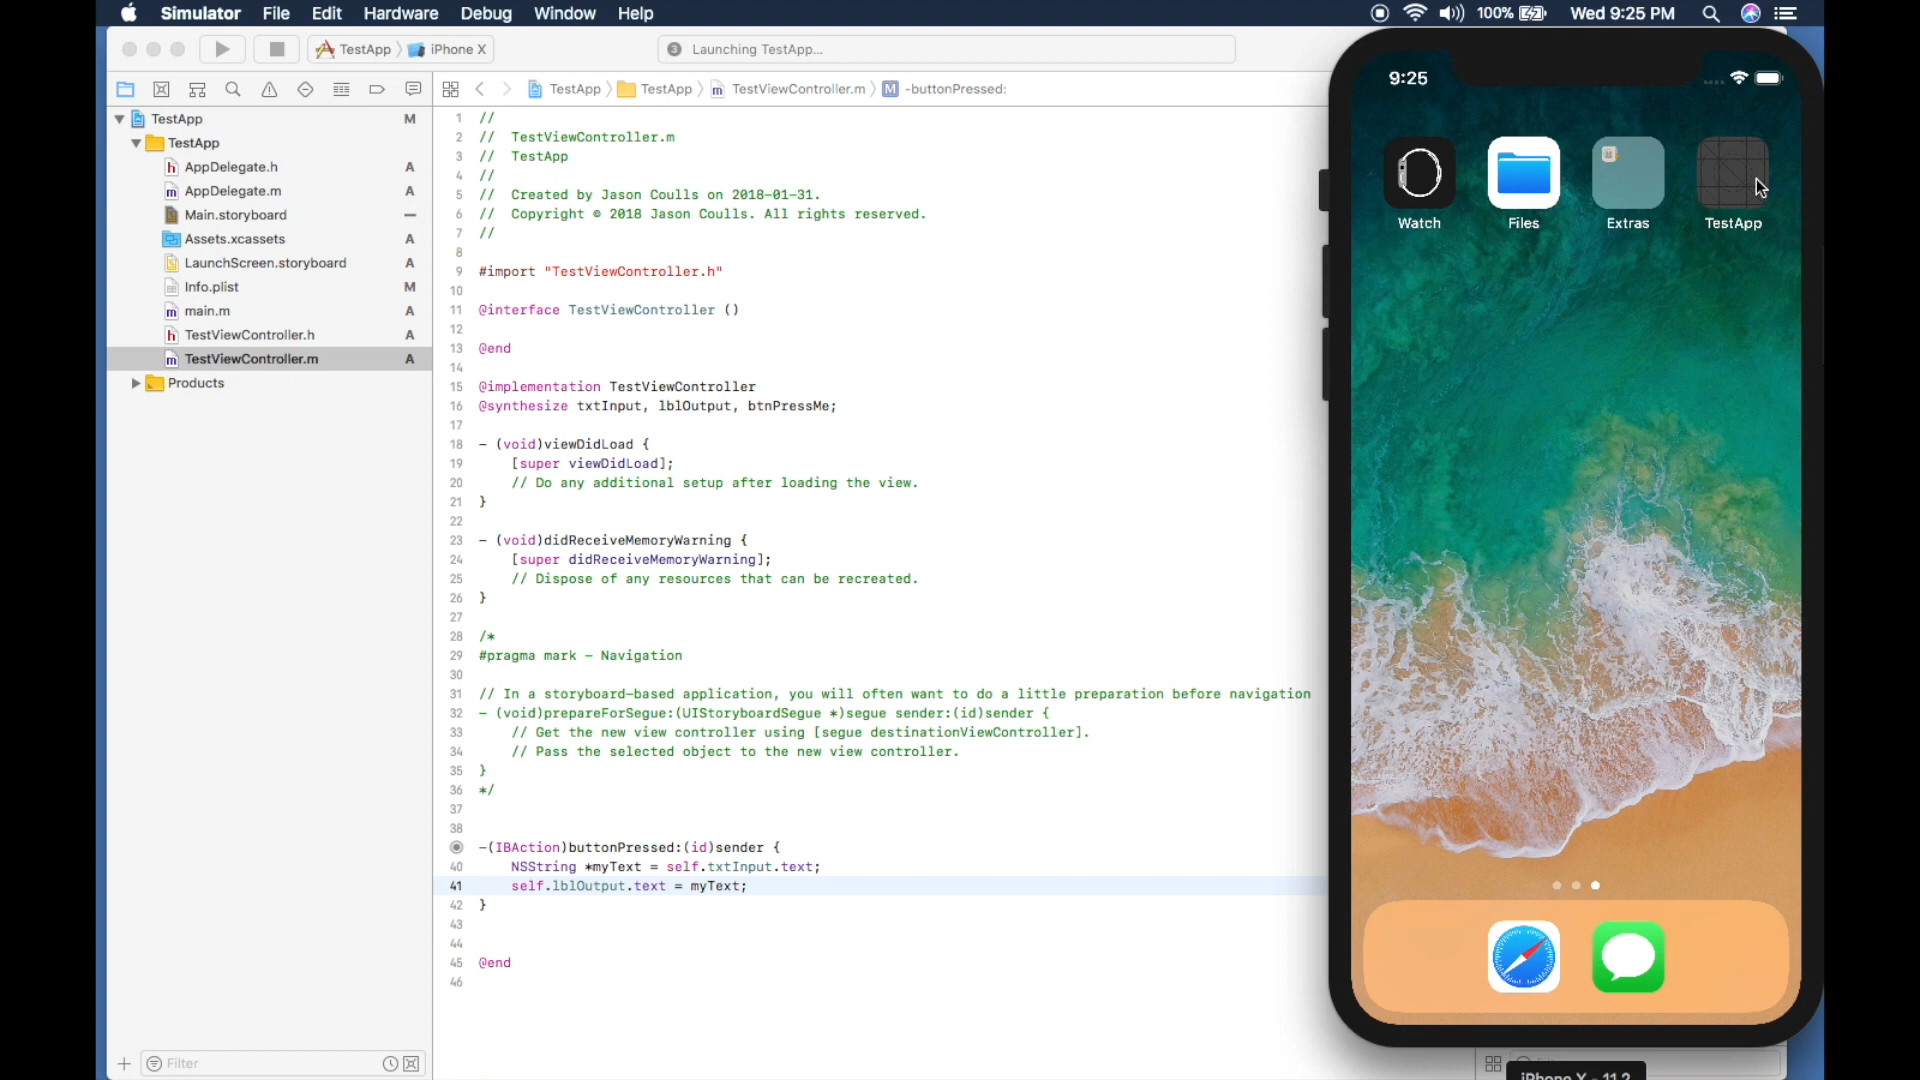 Simulator File Edit Hardware Debug Window Help 100% Wed 9:25 PM
TestApp iPhone X 3 Launching TestApp...
TestApp TestApp TestViewController.m M -buttonPressed:
TestApp M
TestApp
AppDelegate.h A
AppDelegate.m A
Main.storyboard
Assets.xcassets A
LaunchScreen.storyboard A
Info.plist M
main.m A
TestViewController.h A
TestViewController.m A
Products
Filter
1 //
2 // TestViewController.m
3 // TestApp
4 //
5 // Created by Jason Coulls on 2018-01-31.
6 // Copyright © 2018 Jason Coulls. All rights reserved.
7 //
8
9 #import "TestViewController.h"
10
11 @interface TestViewController ()
12
13 @end
14
15 @implementation TestViewController
16 @synthesize txtInput, lblOutput, btnPressMe;
17
18 - (void)viewDidLoad {
19 [super viewDidLoad];
20 // Do any additional setup after loading the view.
21 }
22
23 - (void)didReceiveMemoryWarning {
24 [super didReceiveMemoryWarning];
25 // Dispose of any resources that can be recreated.
26 }
27
28 /*
29 #pragma mark - Navigation
30
31 // In a storyboard-based application, you will often want to do a little preparation before navigation
32 - (void)prepareForSegue:(UIStoryboardSegue *)segue sender:(id)sender {
33 // Get the new view controller using [segue destinationViewController].
34 // Pass the selected object to the new view controller.
35 }
36 */
37
38
-(IBAction)buttonPressed:(id)sender {
40 NSString *myText = self.txtInput.text;
41 self.lblOutput.text = myText;
42 }
43
44
45 @end
46
9:25
Watch Files Extras TestApp
iPhone X - 11.2